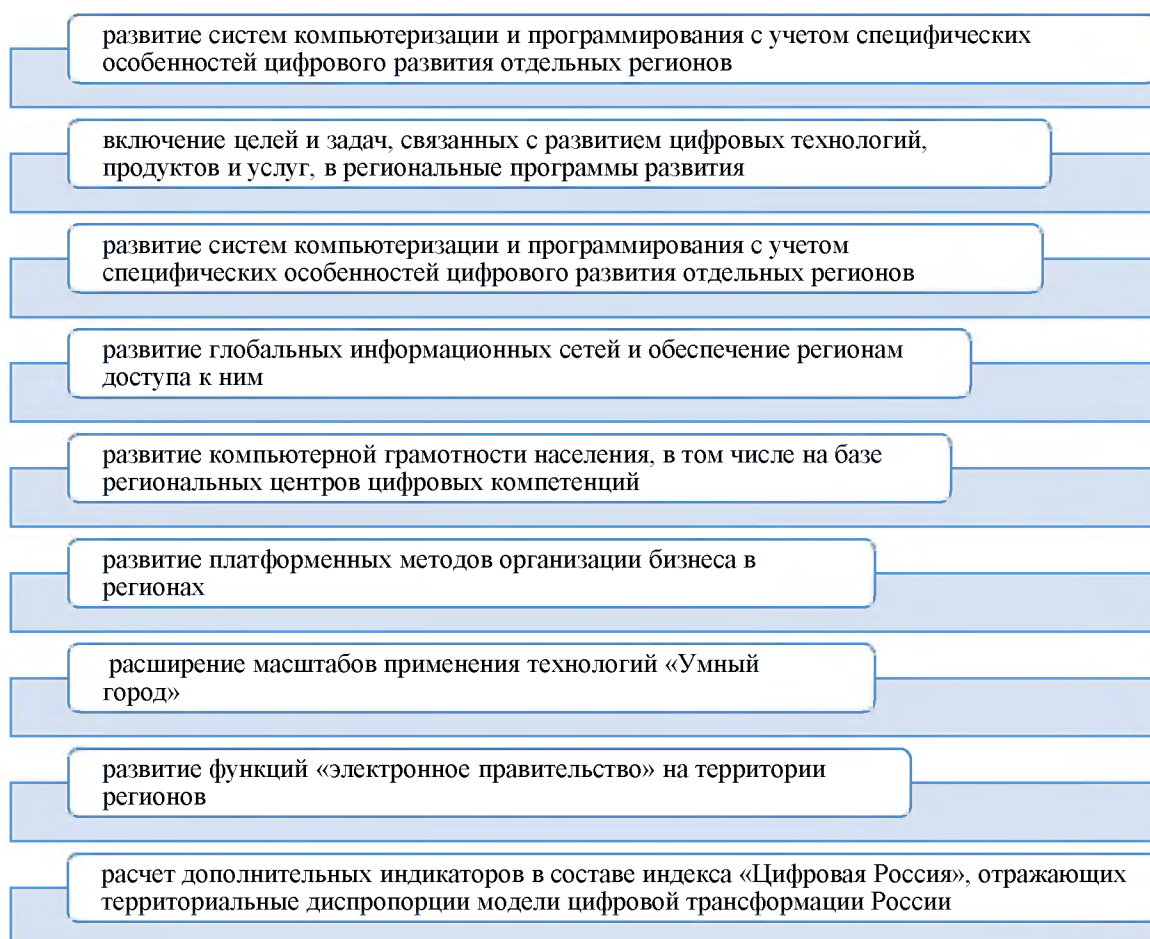 развитие систем компьютеризации и программирования с учетом специфических
особенностей цифрового развития отдельных регионов
включение целей и задач, связанных с развитием цифровых технологий,
продуктов и услуг, в региональные программы развития
развитие систем компьютеризации и программирования с учетом
специфических особенностей цифрового развития отдельных регионов
развитие глобальных информационных сетей и обеспечение регионам
доступа к ним
развитие компьютерной грамотности населения, в том числе на базе
региональных центров цифровых компетенций
развитие платформенных методов организации бизнеса в
регионах
расширение масштабов применения технологий «Умный
город»
развитие функций «электронное правительство» на территории
регионов
расчет дополнительных индикаторов в составе индекса «Цифровая Россия», отражающих
территориальные диспропорции модели цифровой трансформации России